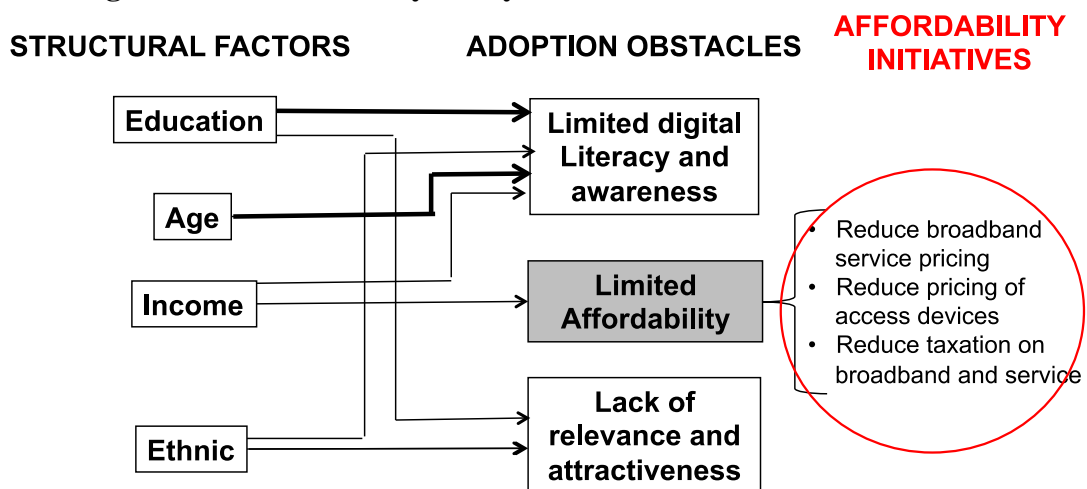 STRUCTURAL FACTORS
ADOPTION OBSTACLES
AFFORDABILITY
INITIATIVES
Education
Age
Income
Ethnic
Limited digital
Literacy and
awareness
Limited
Affordability
Lack of
relevance and
attractiveness
• Reduce broadband
service pricing
• Reduce pricing of
access devices
• Reduce taxation on
broadband and service